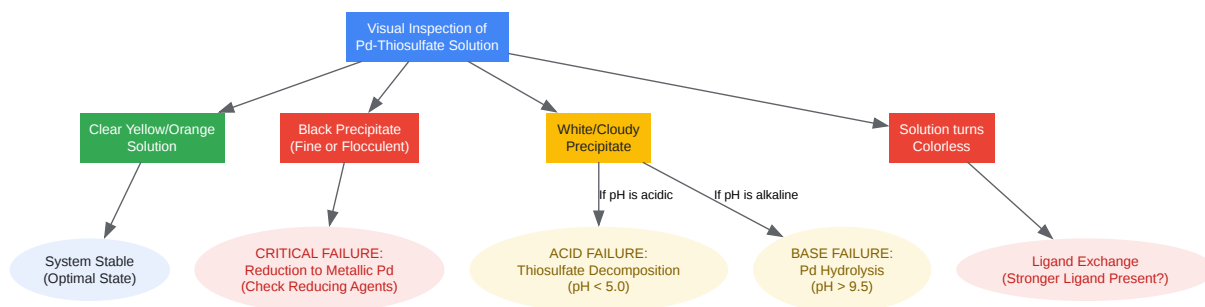 Visual Inspection of
Pd-Thiosulfate Solution
Clear Yellow/Orange
Solution
Black Precipitate
(Fine or Flocculent)
White/Cloudy
Precipitate
Solution turns
Colorless
If pH is acidic
If pH is alkaline
System Stable
(Optimal State)
CRITICAL FAILURE:
Reduction to Metallic Pd
(Check Reducing Agents)
ACID FAILURE:
Thiosulfate Decomposition
(pH < 5.0)
BASE FAILURE:
Pd Hydrolysis
(pH > 9.5)
Ligand Exchange
(Stronger Ligand Present?)